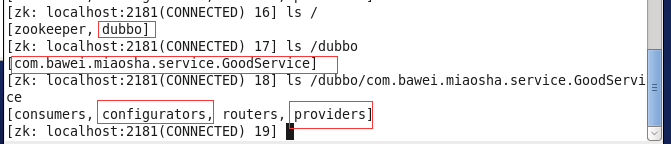 [zk: localhost:2181(CONNECTED) 16] ls /
[zookeeper, dubbo]
[zk: localhost:2181(CONNECTED) 17] ls /dubbo
[com.bawei.miaosha.service.GoodService]
[zk: localhost:2181(CONNECTED) 18] ls /dubbo/com.bawei.miaosha.service.GoodServi
ce
[consumers, configurators, routers, providers]
[zk: localhost:2181(CONNECTED) 19]